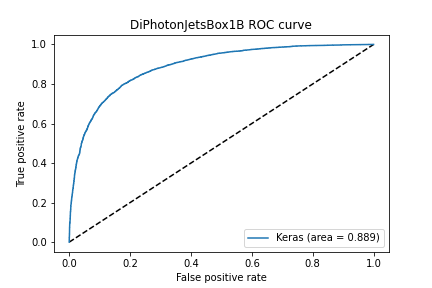 DiPhotonJetsBox1B ROC curve
1.0
0.8
0.6
0.4
0.2
0.0
True positive rate
Keras (area = 0.889)
0.0 0.2 0.4 0.6 0.8 1.0
False positive rate